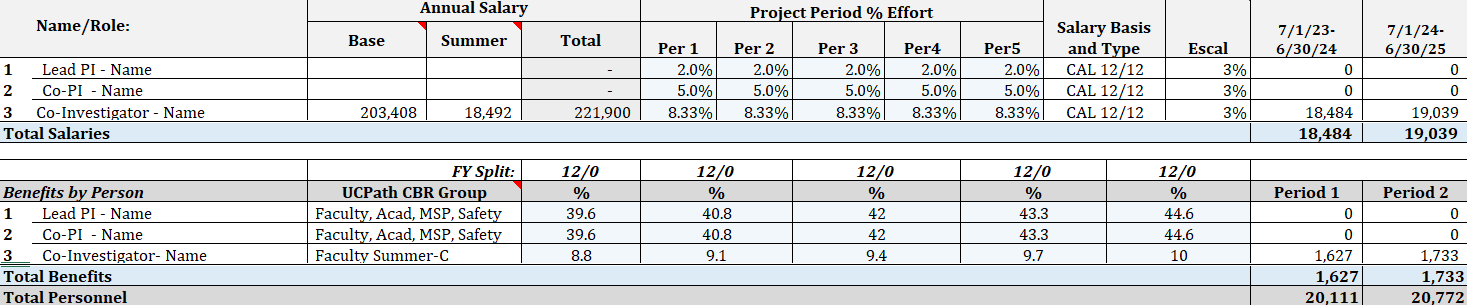 Name/Role: Annual Salary Project Period % Effort Salary Basis and Type Escal 7/1/23-6/30/24 7/1/24-6/30/25
Base Summer Total Per 1 Per 2 Per 3 Per4 Per5
1 Lead PI - Name - 2.0% 2.0% 2.0% 2.0% 2.0% CAL 12/12 3% 0 0
2 Co-PI - Name - 5.0% 5.0% 5.0% 5.0% 5.0% CAL 12/12 3% 0 0
3 Co-Investigator - Name 203,408 18,492 221,900 8.33% 8.33% 8.33% 8.33% 8.33% CAL 12/12 3% 18,484 19,039
Total Salaries 18,484 19,039
FY Split: 12/0 12/0 12/0 12/0 12/0
Benefits by Person UCPath CBR Group % % % % % Period 1 Period 2
1 Lead PI - Name Faculty, Acad, MSP, Safety 39.6 40.8 42 43.3 44.6 0 0
2 Co-PI - Name Faculty, Acad, MSP, Safety 39.6 40.8 42 43.3 44.6 0 0
3 Co-Investigator- Name Faculty Summer-C 8.8 9.1 9.4 9.7 10 1,627 1,733
Total Benefits 1,627 1,733
Total Personnel 20,111 20,772